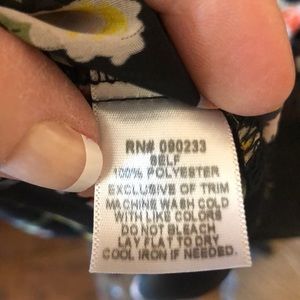 RN# 090233
SELF
100% POLYESTER
EXCLUSIVE OF TRIM
MACHINE WASH COLD
WITH LIKE COLORS
DO NOT BLEACH
LAY FLAT TO DRY
COOL IRON IF NEEDED.